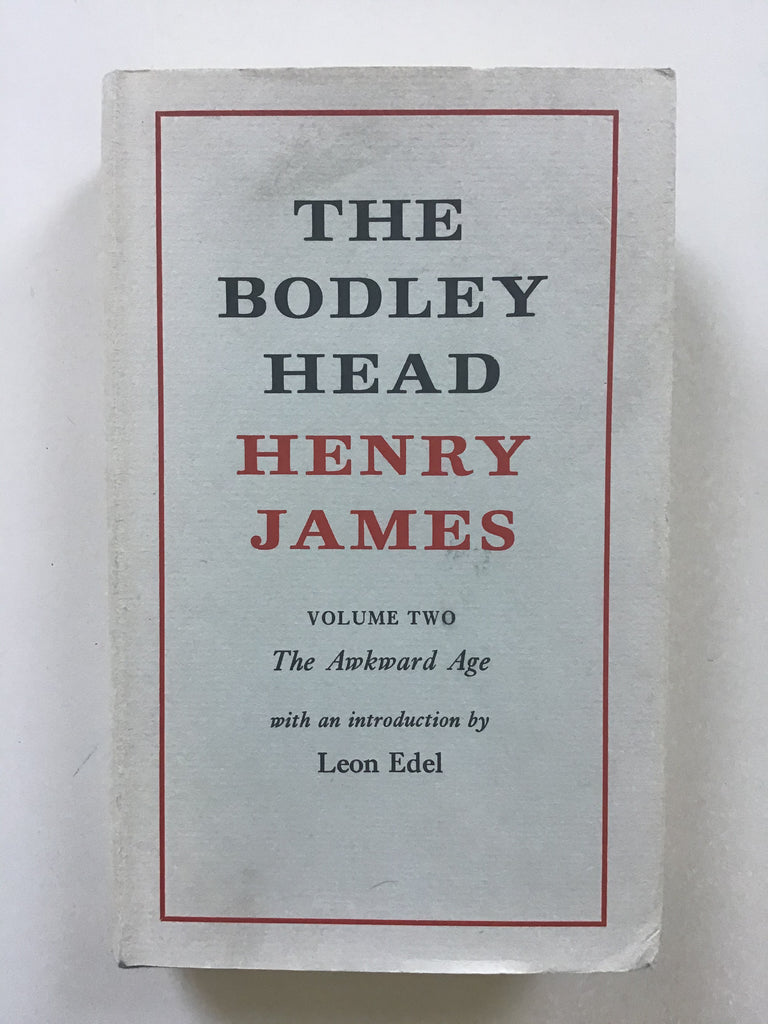 THE
BODLEY
HEAD
HENRY
JAMES
VOLUME TWO
The Awkward Age
with an introduction by
Leon Edel